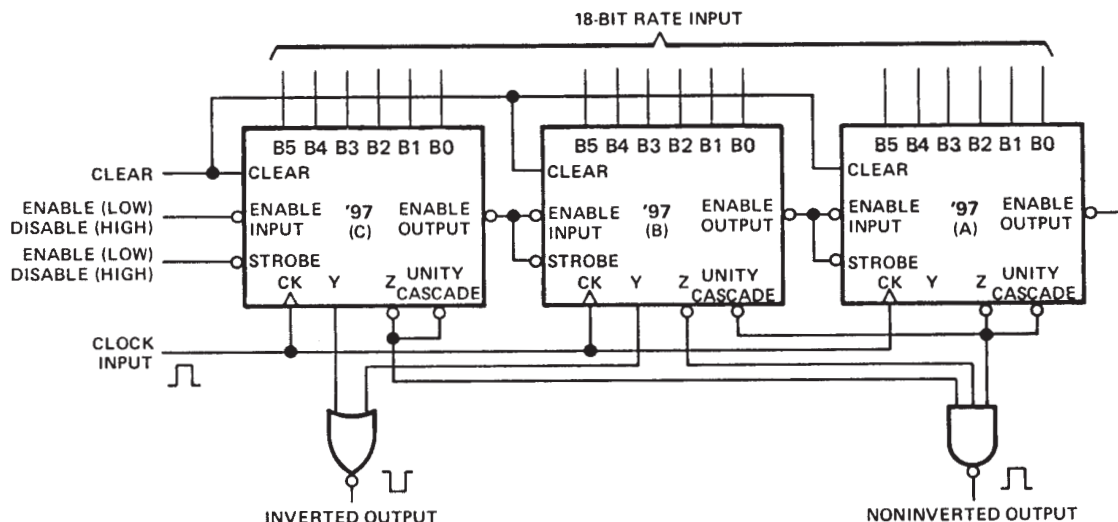 18-BIT RATE INPUT
B5 B4 B3 B2 B1 B0
B5 B4 B3 B2 B1 B0
B5 B4 B3 B2 B1 B0
CLEAR
CLEAR
CLEAR
CLEAR
ENABLE (LOW)
DISABLE (HIGH)
ENABLE
INPUT
'97
(C)
ENABLE
OUTPUT
ENABLE
INPUT
'97
(B)
ENABLE
OUTPUT
ENABLE
INPUT
'97
(A)
ENABLE
OUTPUT
ENABLE (LOW)
DISABLE (HIGH)
STROBE
STROBE
STROBE
CK Y Z UNITY
CASCADE
CK Y Z UNITY
CASCADE
CK Y Z UNITY
CASCADE
CLOCK
INPUT
INVERTED OUTPUT
NONINVERTED OUTPUT